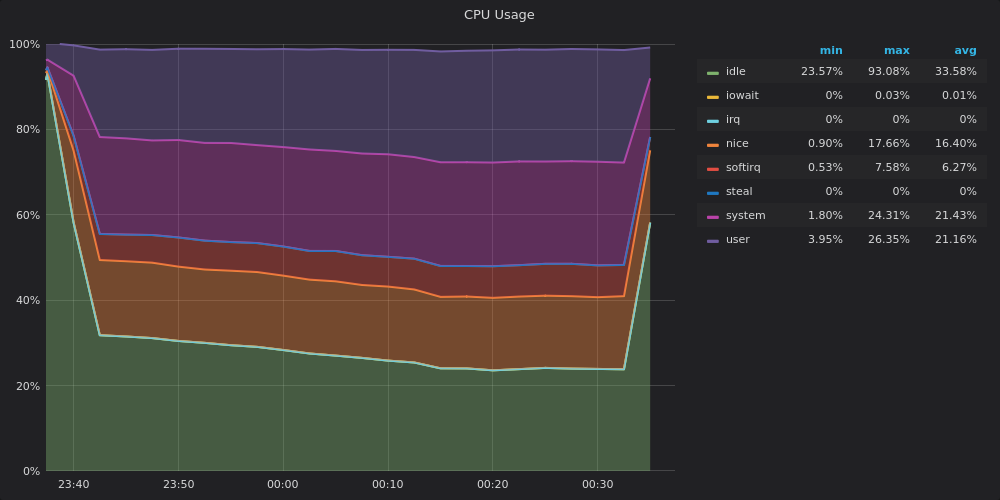 CPU Usage
100%
80%
60%
40%
20%
0%
23:40 23:50 00:00 00:10 00:20 00:30
min max avg
idle 23.57% 93.08% 33.58%
iowait 0% 0.03% 0.01%
irq 0% 0% 0%
nice 0.90% 17.66% 16.40%
softirq 0.53% 7.58% 6.27%
steal 0% 0% 0%
system 1.80% 24.31% 21.43%
user 3.95% 26.35% 21.16%